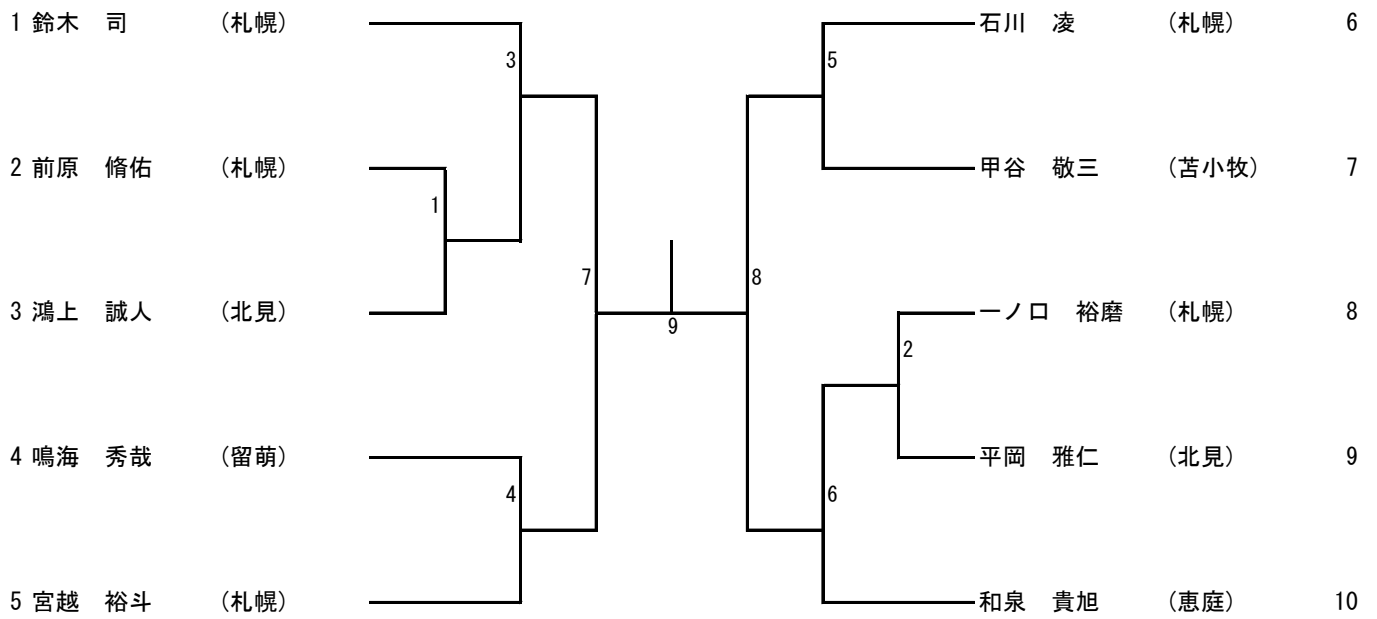 1 鈴木　司　（札幌）
石川　凌　（札幌）　6
3
5
2 前原　脩佑　（札幌）
甲谷　敬三　（苫小牧）　7
1
7
8
3 鴻上　誠人　（北見）
一ノ口　裕磨　（札幌）　8
9
2
4 鳴海　秀哉　（留萌）
平岡　雅仁　（北見）　9
4
6
5 宮越　裕斗　（札幌）
和泉　貴旭　（恵庭）　10